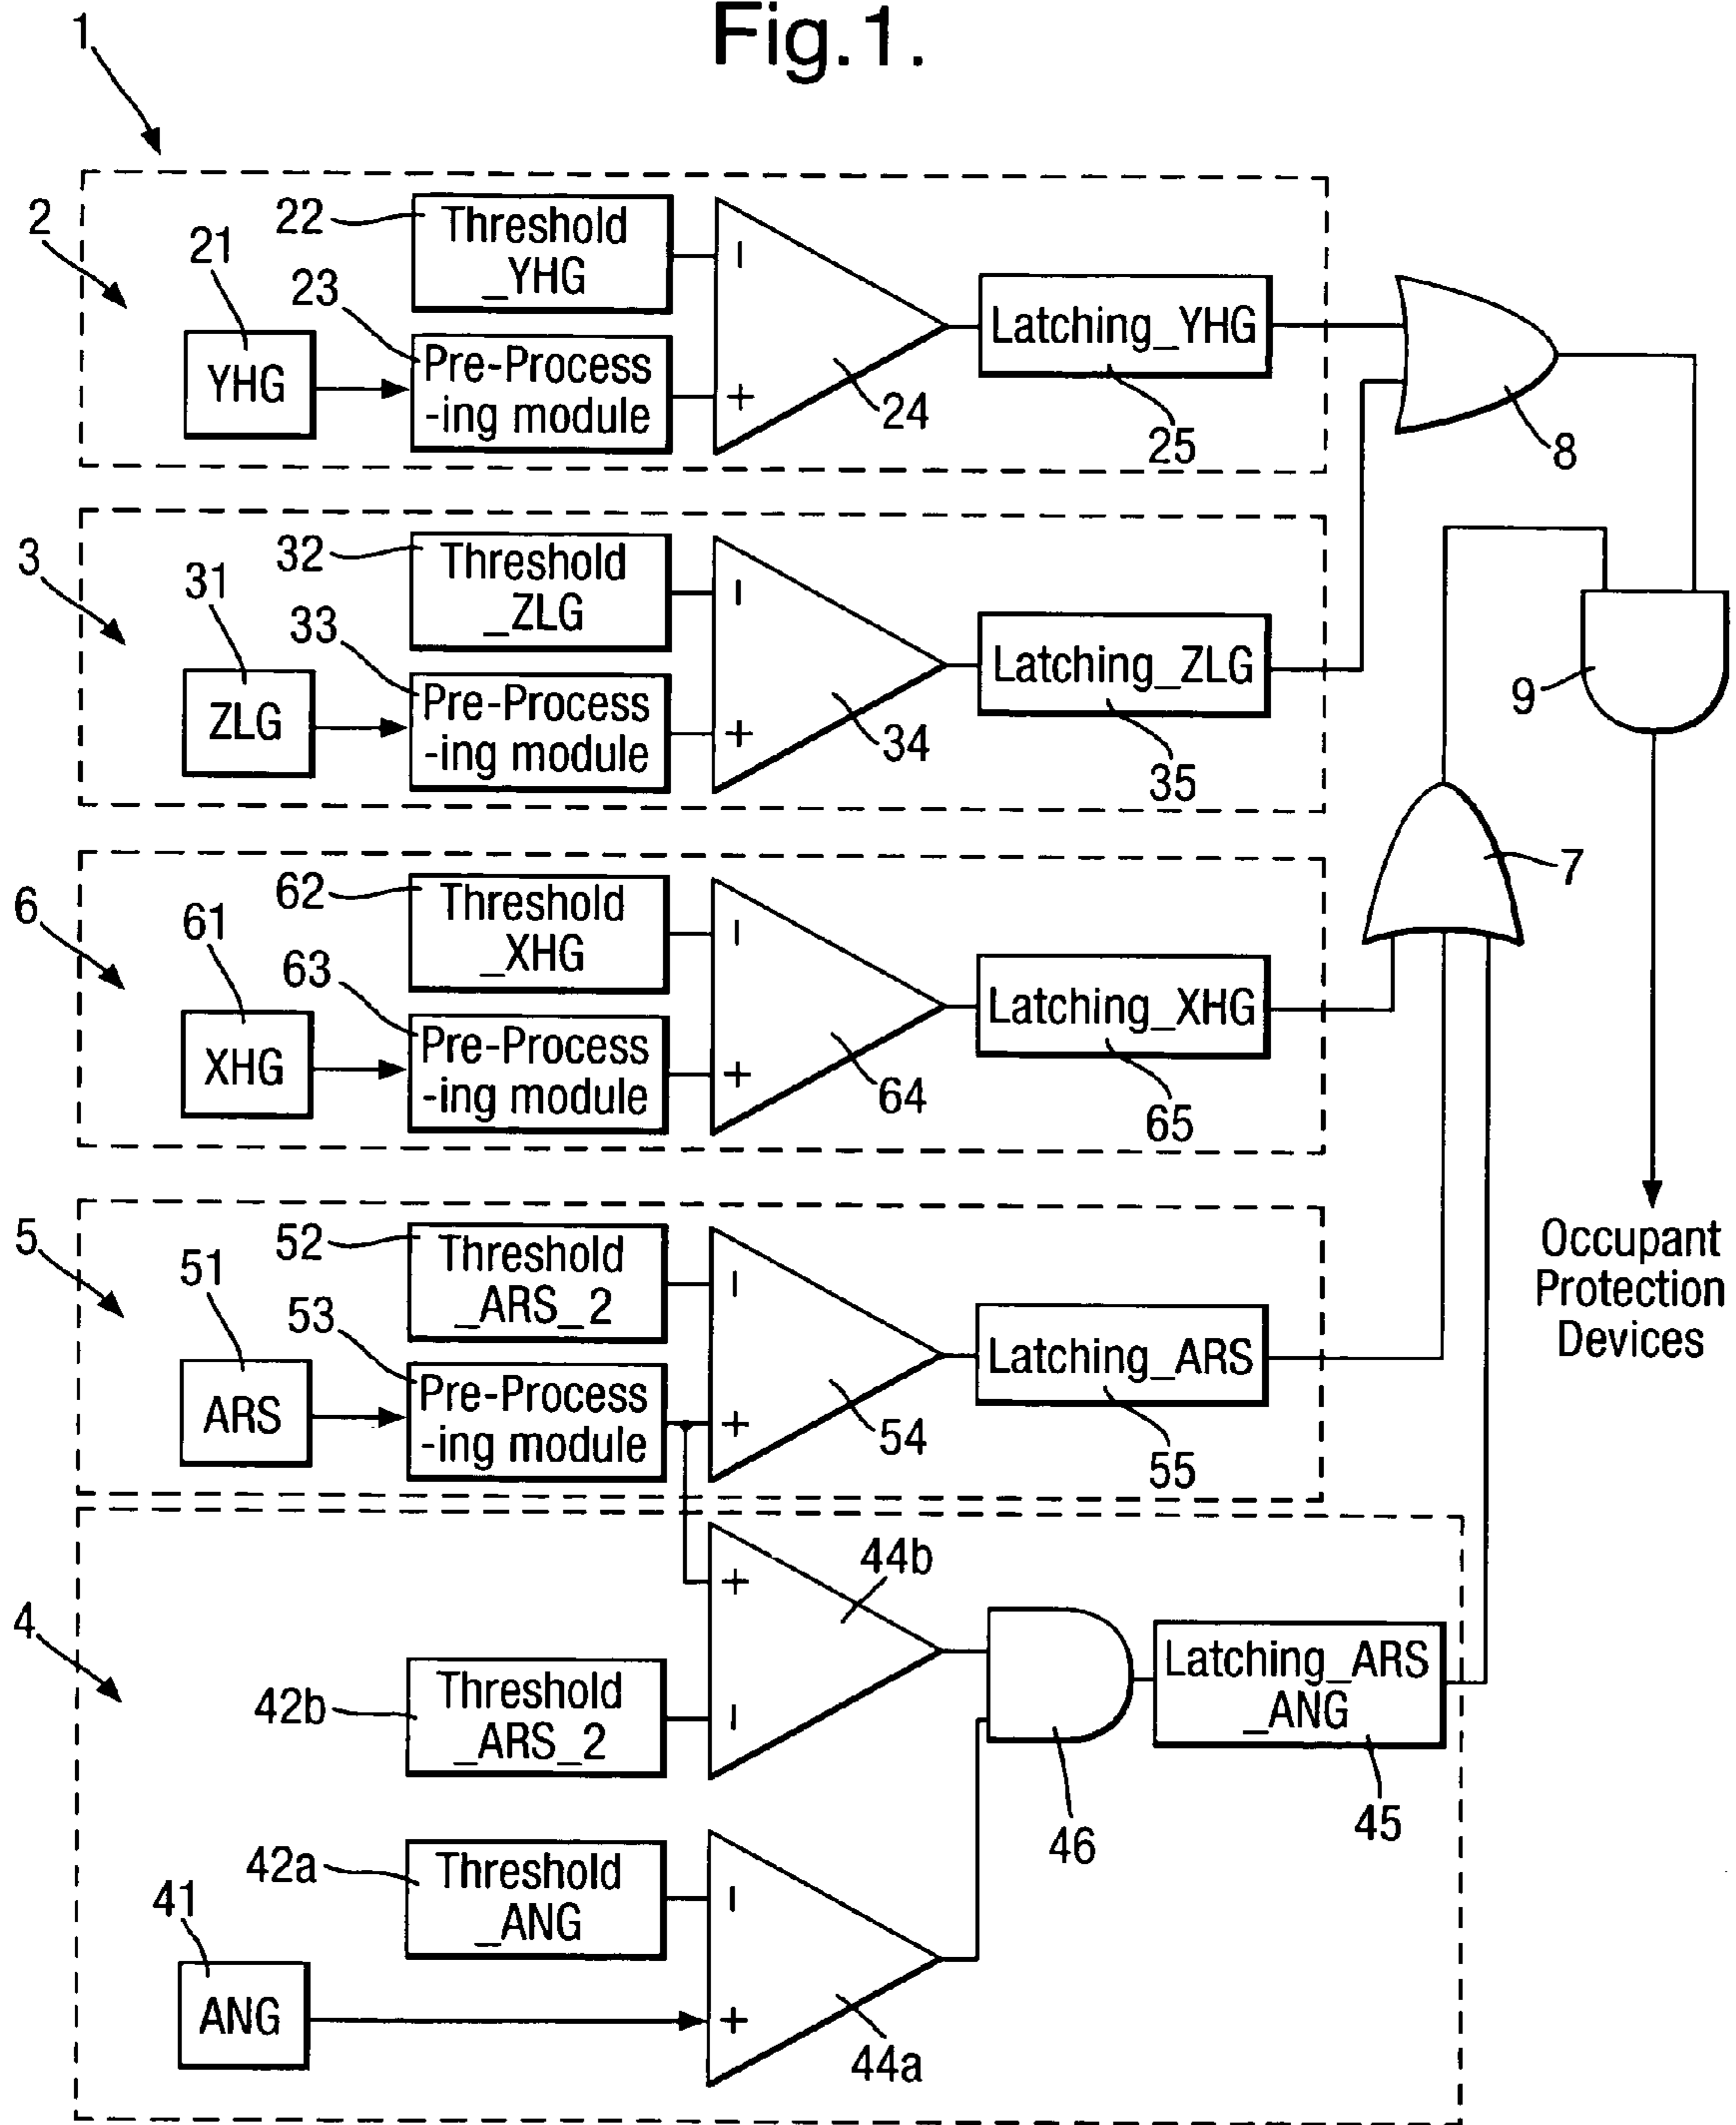 Fig.1.
1
2
21
YHG
22
Threshold
_YHG
23
Pre-Process
-ing module
-
+
24
Latching_YHG
25
8
3
31
ZLG
32
Threshold
_ZLG
33
Pre-Process
-ing module
-
+
34
Latching_ZLG
35
9
6
61
XHG
62
Threshold
_XHG
63
Pre-Process
-ing module
-
+
64
Latching_XHG
65
7
5
51
ARS
52
Threshold
_ARS_2
53
Pre-Process
-ing module
-
+
54
Latching_ARS
55
Occupant
Protection
Devices
4
44b
+
-
42b
Threshold
_ARS_2
46
Latching_ARS
_ANG
45
42a
Threshold
_ANG
41
ANG
-
+
44a